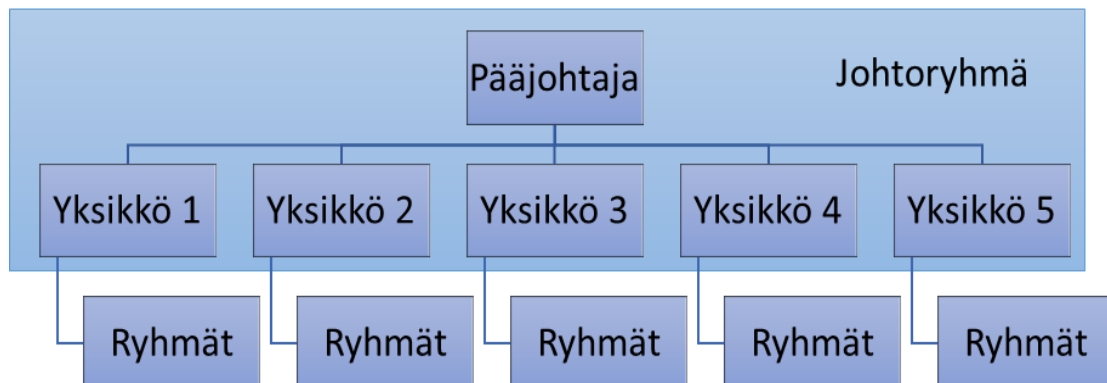 Pääjohtaja
Johtoryhmä
Yksikkö 1
Yksikkö 2
Yksikkö 3
Yksikkö 4
Yksikkö 5
Ryhmät
Ryhmät
Ryhmät
Ryhmät
Ryhmät